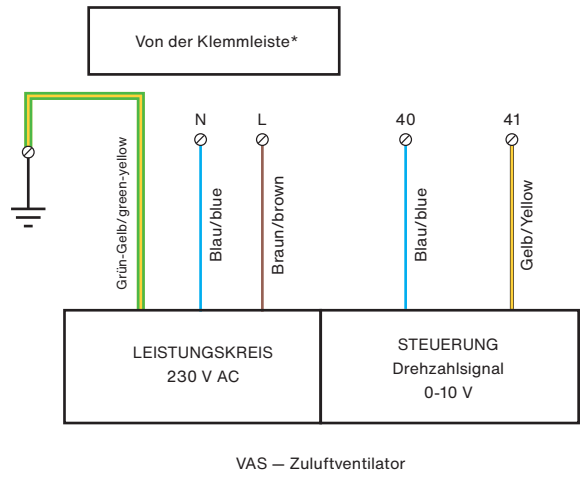 Von der Klemmleiste*
N
L
40
41
Grün-Gelb/green-yellow
Blau/blue
Braun/brown
Blau/blue
Gelb/Yellow
LEISTUNGSKREIS
230 V AC
STEUERUNG
Drehzahlsignal
0-10 V
VAS — Zuluftventilator